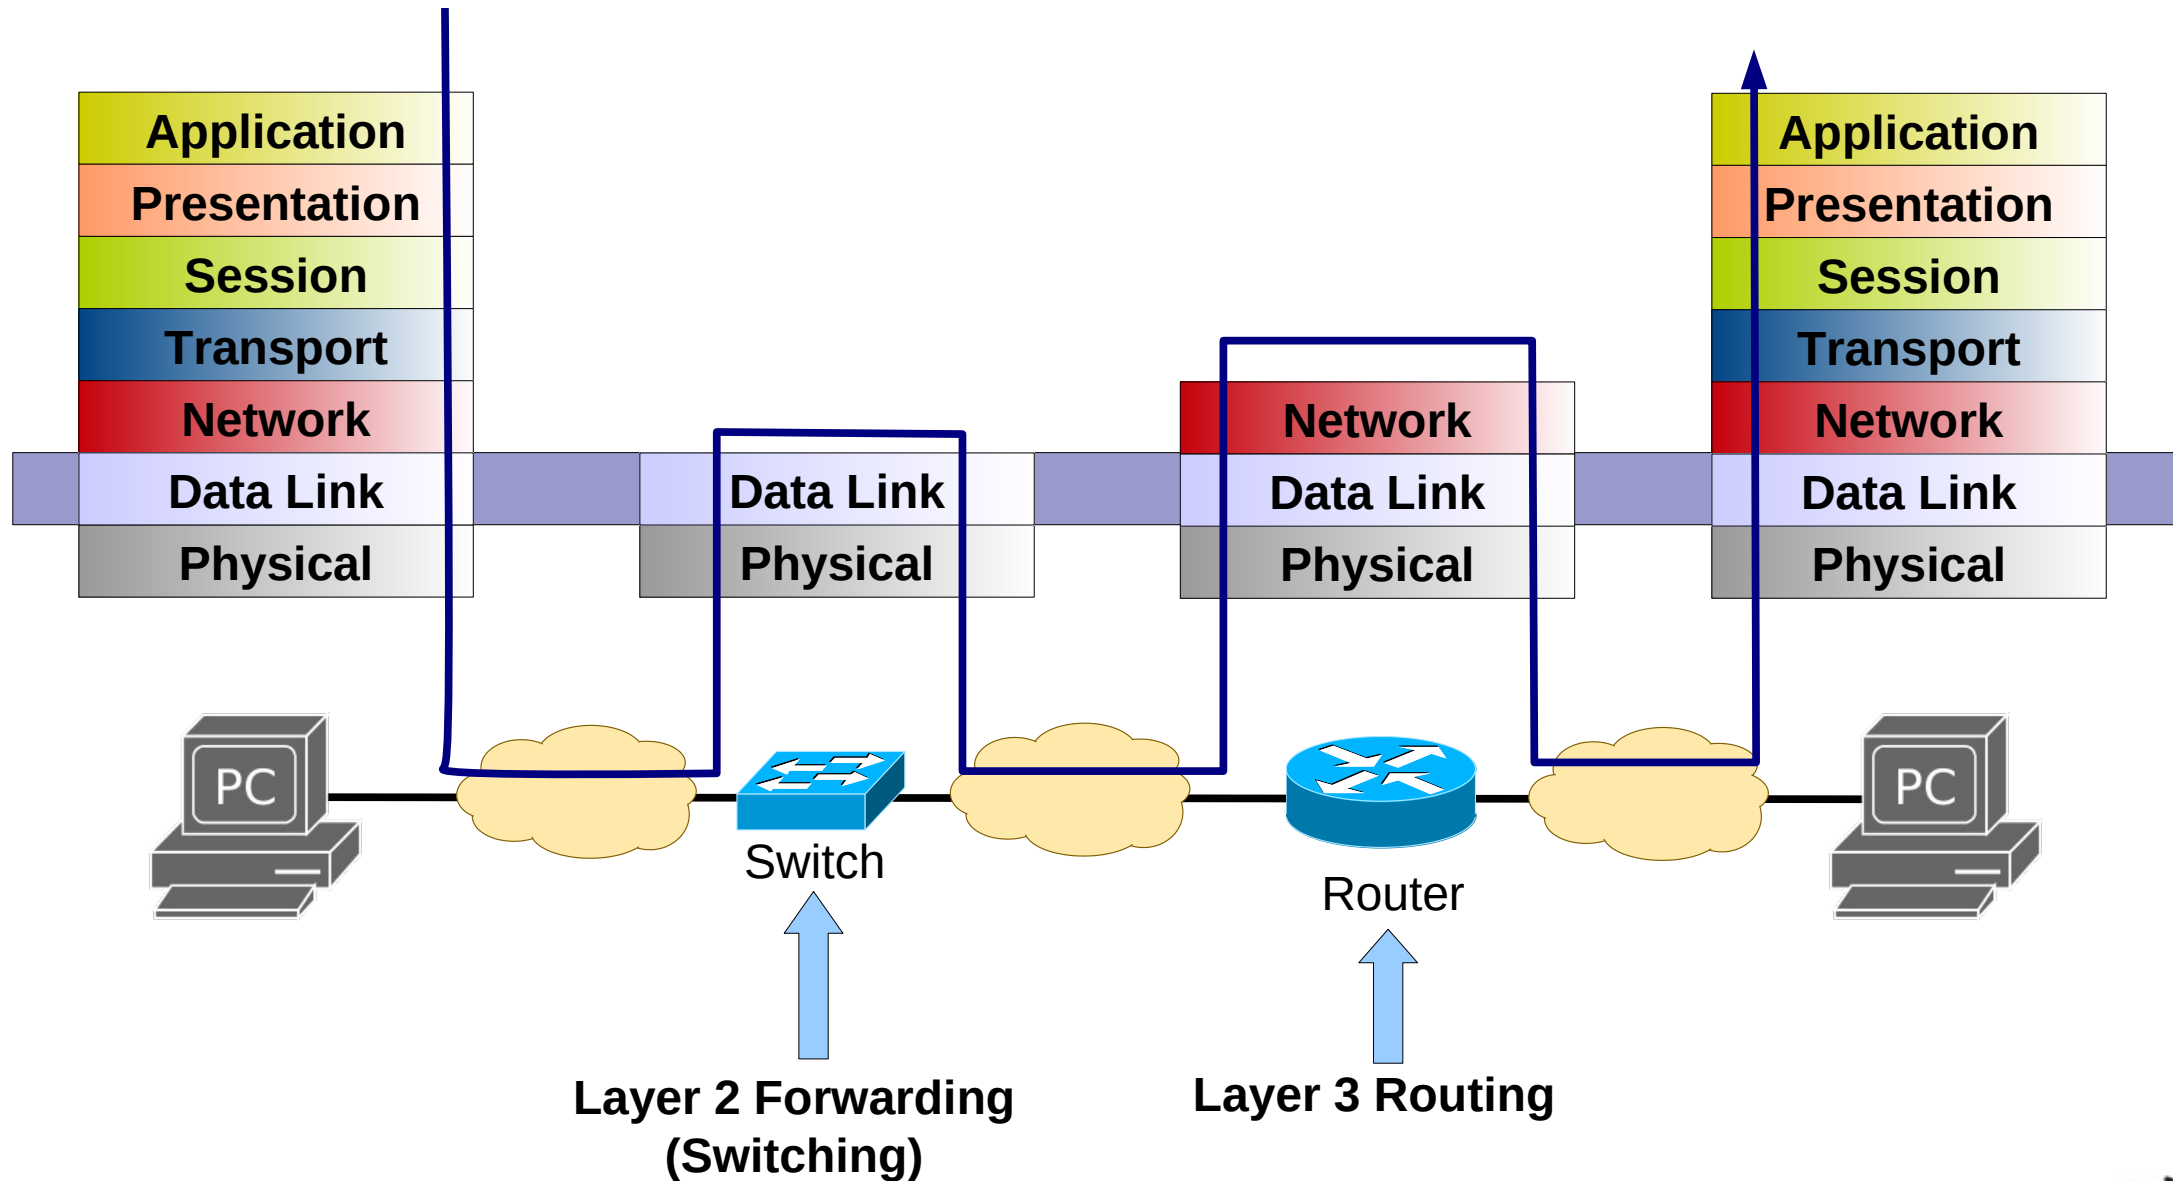 Application
Presentation
Session
Transport
Network
Data Link
Physical
Data Link
Physical
Network
Data Link
Physical
Application
Presentation
Session
Transport
Network
Data Link
Physical
PC
Switch
Router
PC
Layer 2 Forwarding
(Switching)
Layer 3 Routing